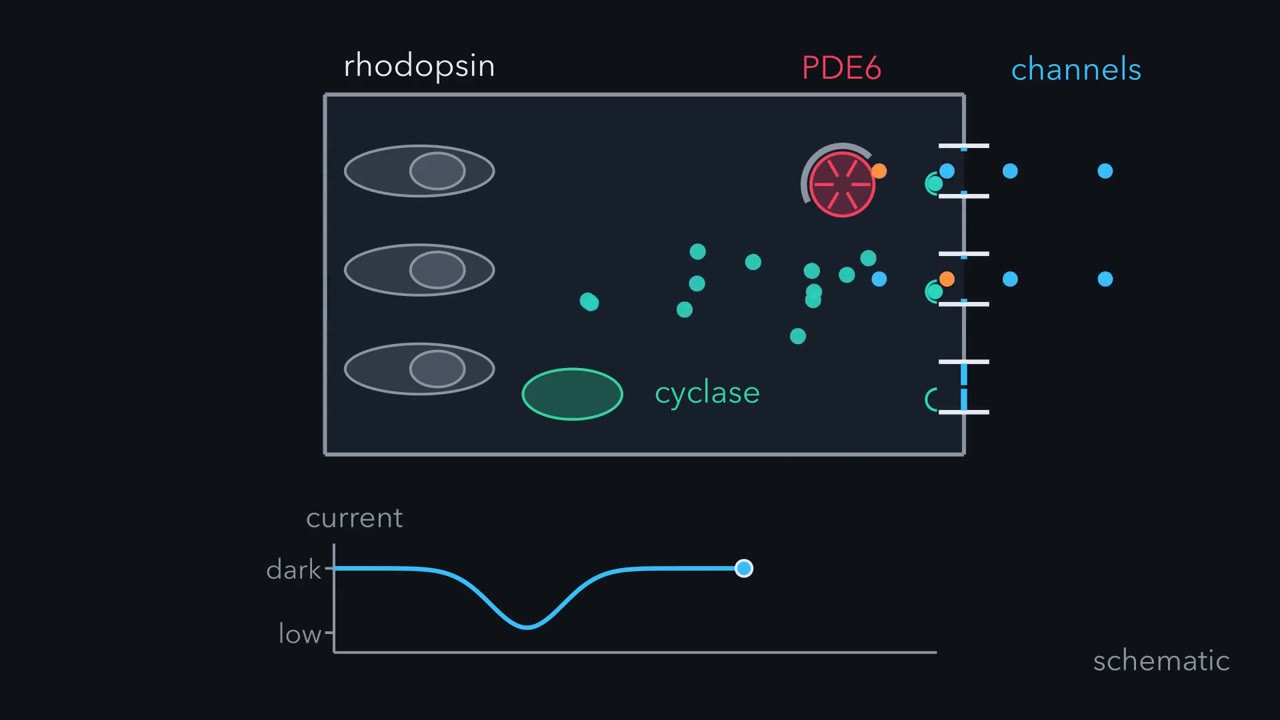 rhodopsin
PDE6
channels
cyclase
current
dark
low
schematic